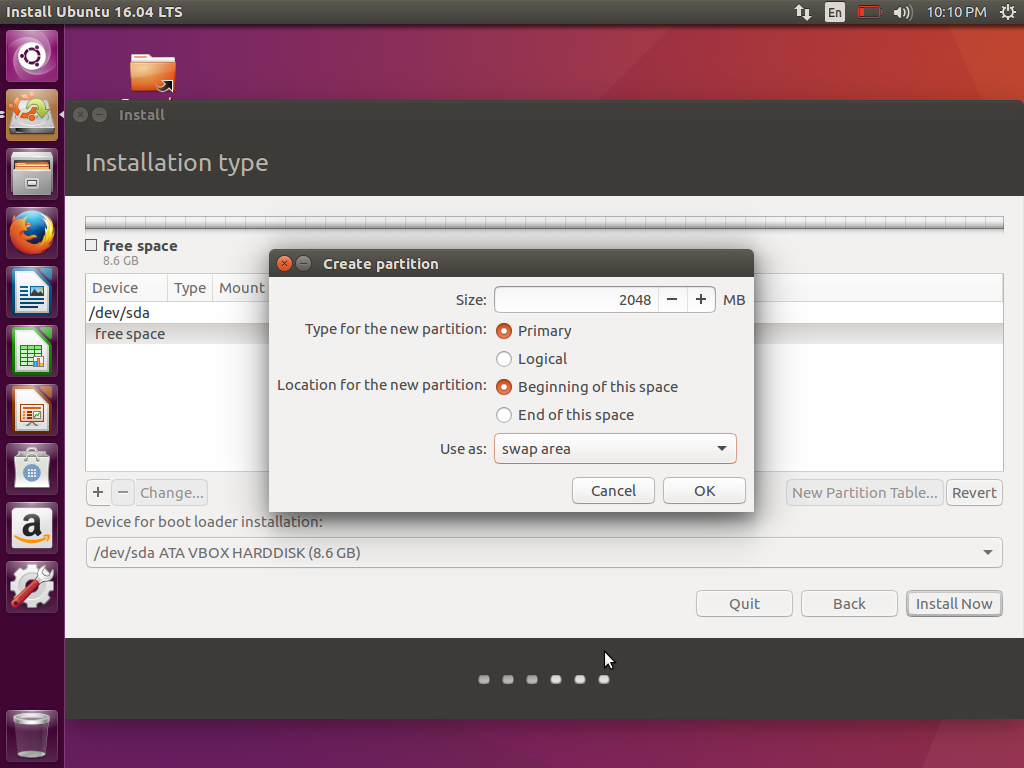 Install Ubuntu 16.04 LTS
En
10:10 PM
Install
Installation type
free space
8.6 GB
Device Type Mount
/dev/sda
free space
Create partition
Size: 2048 − + MB
Type for the new partition: Primary
Logical
Location for the new partition: Beginning of this space
End of this space
Use as: swap area
Cancel OK
+ − Change... New Partition Table... Revert
Device for boot loader installation:
/dev/sda ATA VBOX HARDDISK (8.6 GB)
Quit Back Install Now
a